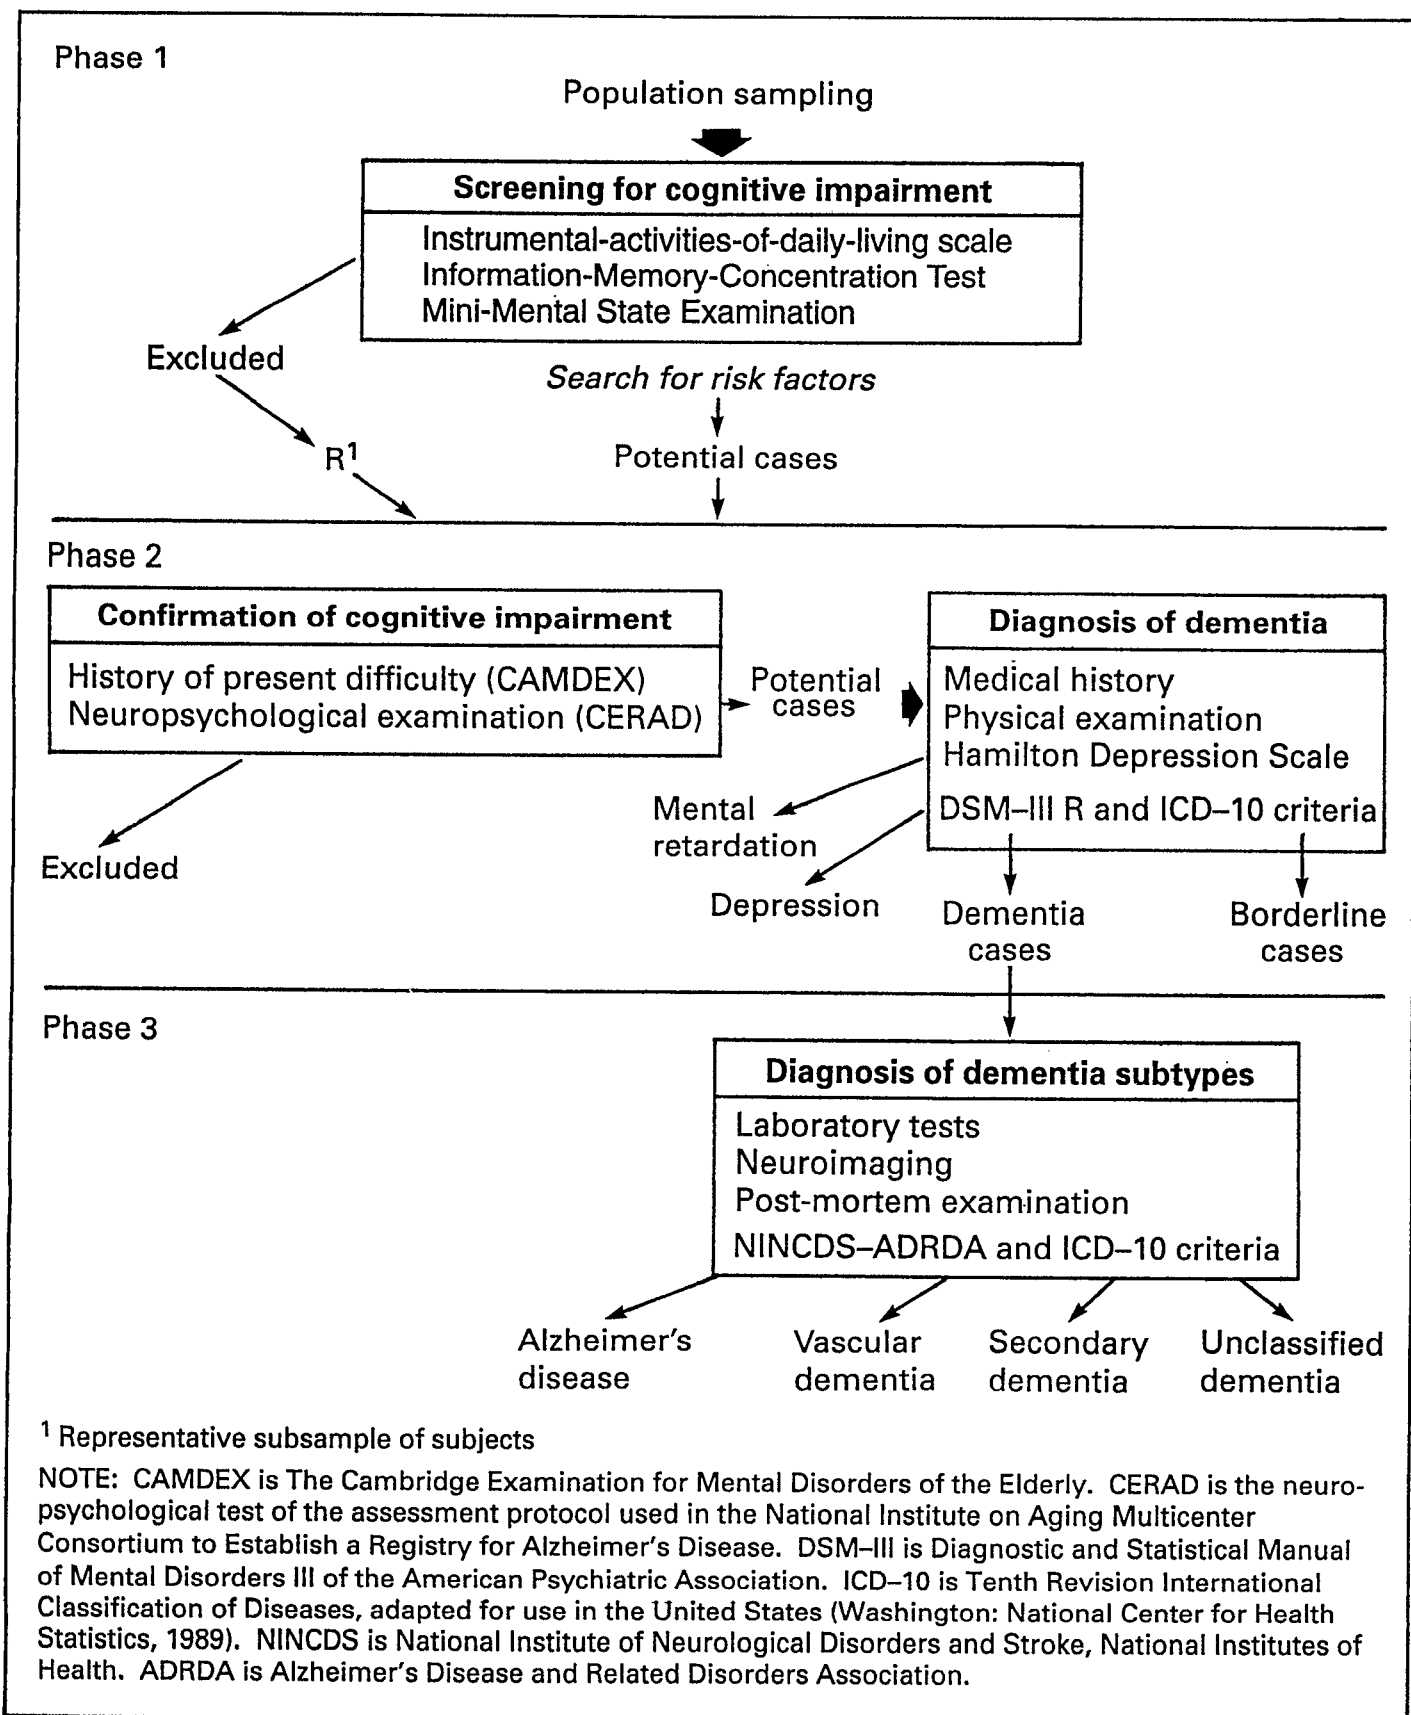 Phase 1
Population sampling
Screening for cognitive impairment
Instrumental-activities-of-daily-living scale
Information-Memory-Concentration Test
Mini-Mental State Examination
Excluded
Search for risk factors
R¹
Potential cases
Phase 2
Confirmation of cognitive impairment
History of present difficulty (CAMDEX)
Neuropsychological examination (CERAD)
Excluded
Potential
cases
Diagnosis of dementia
Medical history
Physical examination
Hamilton Depression Scale
DSM–III R and ICD–10 criteria
Mental
retardation
Depression
Dementia
cases
Borderline
cases
Phase 3
Diagnosis of dementia subtypes
Laboratory tests
Neuroimaging
Post-mortem examination
NINCDS–ADRDA and ICD–10 criteria
Alzheimer's
disease
Vascular
dementia
Secondary
dementia
Unclassified
dementia
¹ Representative subsample of subjects
NOTE: CAMDEX is The Cambridge Examination for Mental Disorders of the Elderly. CERAD is the neuro-
psychological test of the assessment protocol used in the National Institute on Aging Multicenter
Consortium to Establish a Registry for Alzheimer's Disease. DSM–III is Diagnostic and Statistical Manual
of Mental Disorders III of the American Psychiatric Association. ICD–10 is Tenth Revision International
Classification of Diseases, adapted for use in the United States (Washington: National Center for Health
Statistics, 1989). NINCDS is National Institute of Neurological Disorders and Stroke, National Institutes of
Health. ADRDA is Alzheimer's Disease and Related Disorders Association.